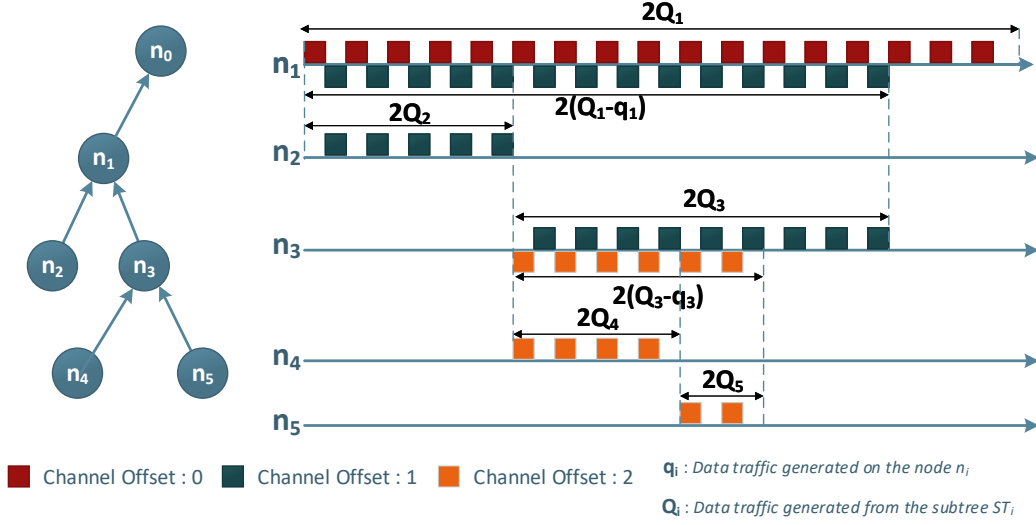 n₀
n₁
n₂
n₃
n₄
n₅
2Q₁
n₁
2(Q₁-q₁)
2Q₂
n₂
2Q₃
n₃
2(Q₃-q₃)
2Q₄
n₄
2Q₅
n₅
Channel Offset : 0
Channel Offset : 1
Channel Offset : 2
qᵢ : Data traffic generated on the node nᵢ
Qᵢ : Data traffic generated from the subtree STᵢ